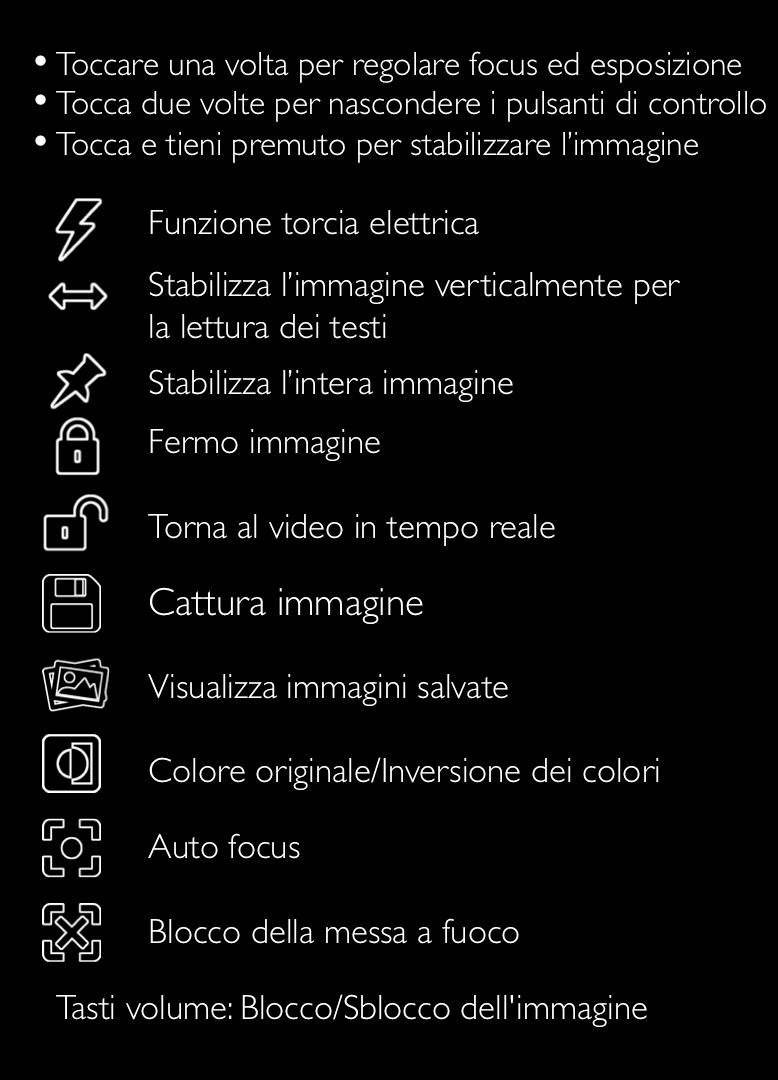 • Toccare una volta per regolare focus ed esposizione
• Tocca due volte per nascondere i pulsanti di controllo
• Tocca e tieni premuto per stabilizzare l'immagine
Funzione torcia elettrica
Stabilizza l'immagine verticalmente per
la lettura dei testi
Stabilizza l'intera immagine
Fermo immagine
Torna al video in tempo reale
Cattura immagine
Visualizza immagini salvate
Colore originale/Inversione dei colori
Auto focus
Blocco della messa a fuoco
Tasti volume: Blocco/Sblocco dell'immagine